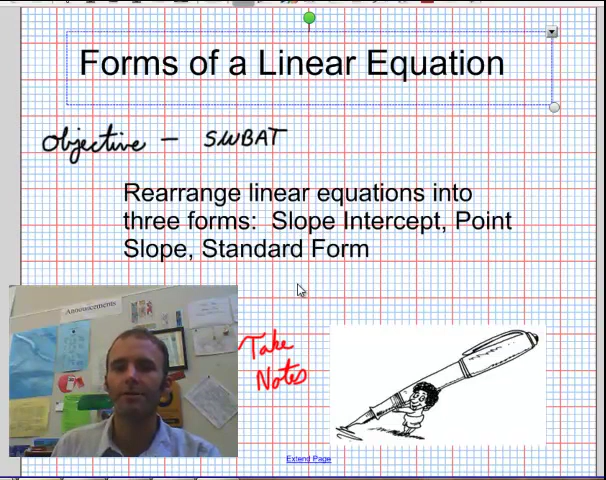 Forms of a Linear Equation
Objective - SWBAT
Rearrange linear equations into
three forms: Slope Intercept, Point
Slope, Standard Form
Announcements
Take
Notes
Extend Page